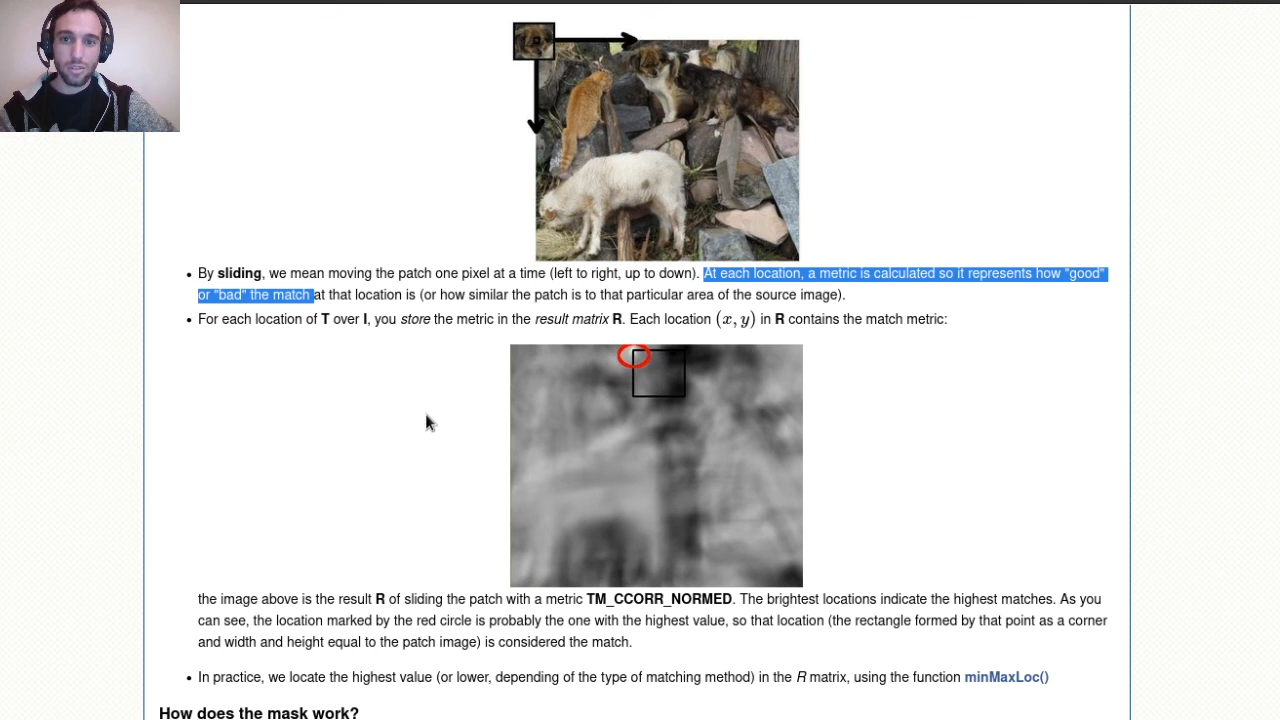 By sliding, we mean moving the patch one pixel at a time (left to right, up to down). At each location, a metric is calculated so it represents how "good"
or "bad" the match at that location is (or how similar the patch is to that particular area of the source image).
For each location of T over I, you store the metric in the result matrix R. Each location (x, y) in R contains the match metric:
the image above is the result R of sliding the patch with a metric TM_CCORR_NORMED. The brightest locations indicate the highest matches. As you
can see, the location marked by the red circle is probably the one with the highest value, so that location (the rectangle formed by that point as a corner
and width and height equal to the patch image) is considered the match.
In practice, we locate the highest value (or lower, depending of the type of matching method) in the R matrix, using the function minMaxLoc()
How does the mask work?